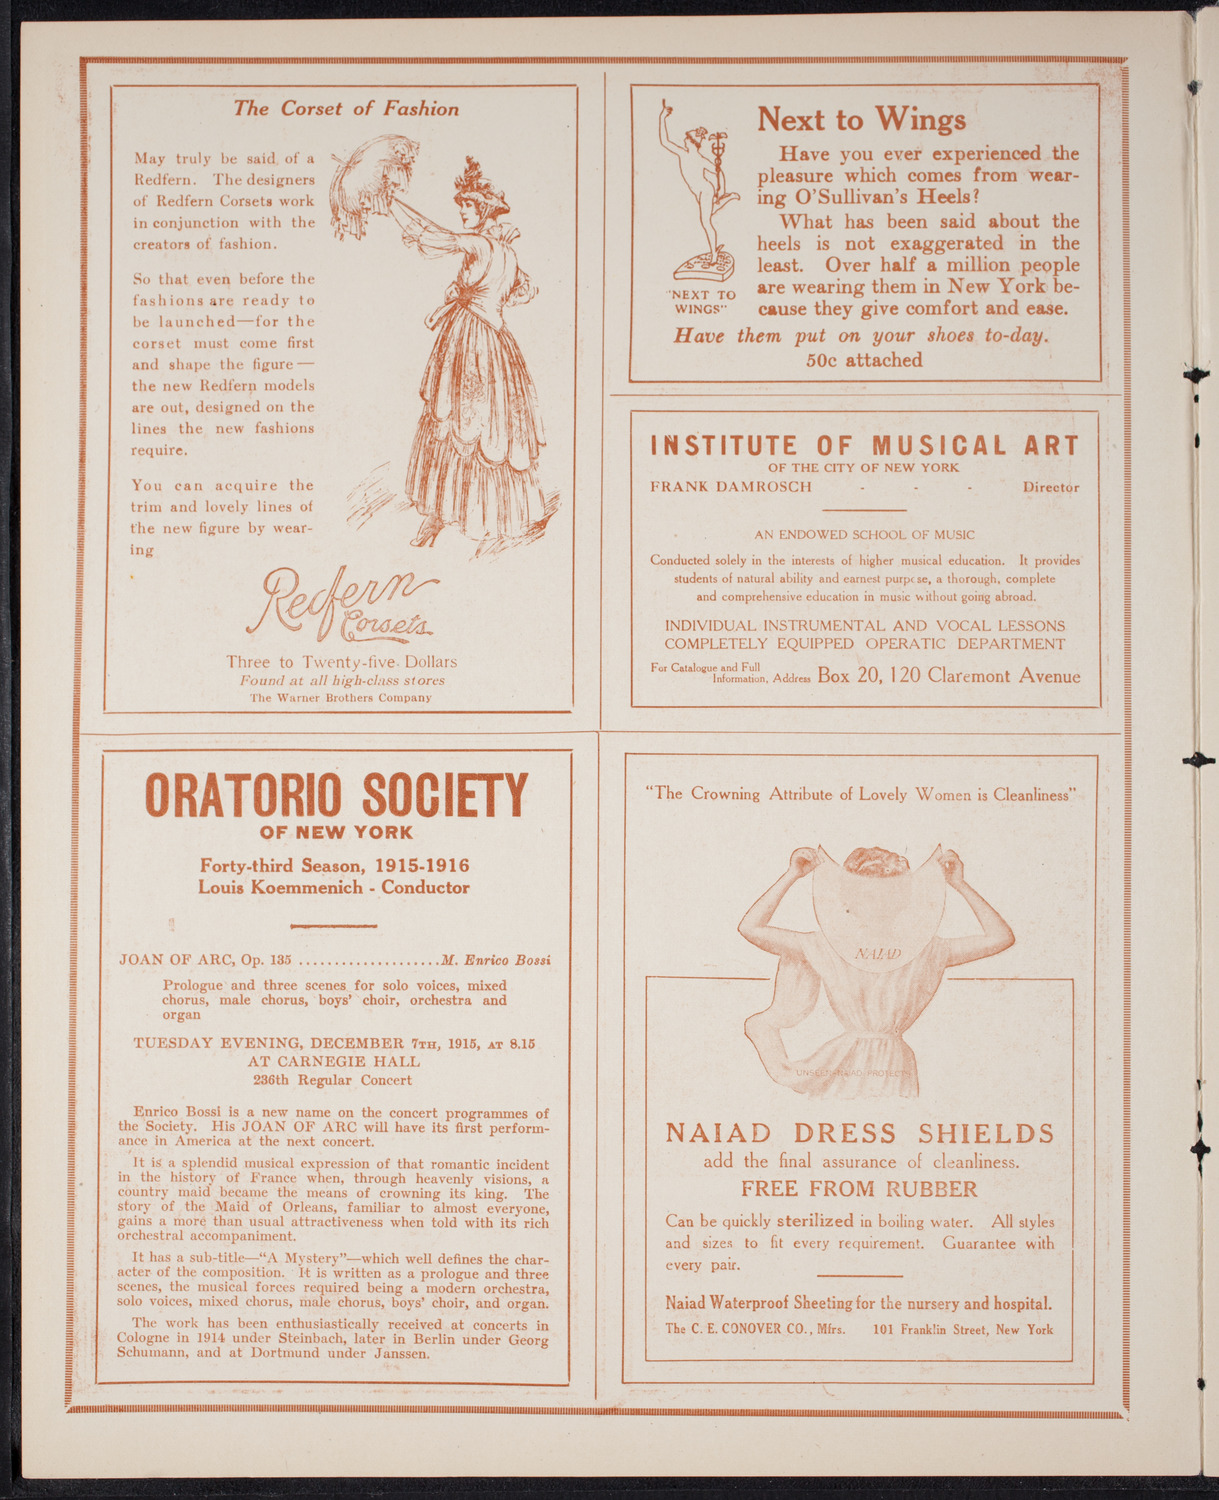 The Corset of Fashion
May truly be said of a
Redfern. The designers
of Redfern Corsets work
in conjunction with the
creators of fashion.
So that even before the
fashions are ready to
be launched—for the
corset must come first
and shape the figure—
the new Redfern models
are out, designed on the
lines the new fashions
require.
You can acquire the
trim and lovely lines of
the new figure by wear-
ing
Redfern
Corsets
Three to Twenty-five Dollars
Found at all high-class stores
The Warner Brothers Company
Next to Wings
Have you ever experienced the
pleasure which comes from wear-
ing O'Sullivan's Heels?
What has been said about the
heels is not exaggerated in the
least. Over half a million people
are wearing them in New York be-
cause they give comfort and ease.
"NEXT TO
WINGS"
Have them put on your shoes to-day.
50c attached
INSTITUTE OF MUSICAL ART
OF THE CITY OF NEW YORK
FRANK DAMROSCH - - - Director
AN ENDOWED SCHOOL OF MUSIC
Conducted solely in the interests of higher musical education. It provides
students of natural ability and earnest purpose, a thorough, complete
and comprehensive education in music without going abroad.
INDIVIDUAL INSTRUMENTAL AND VOCAL LESSONS
COMPLETELY EQUIPPED OPERATIC DEPARTMENT
For Catalogue and Full
Information, Address Box 20, 120 Claremont Avenue
ORATORIO SOCIETY
OF NEW YORK
Forty-third Season, 1915-1916
Louis Koemmenich - Conductor
JOAN OF ARC, Op. 135 ....................M. Enrico Bossi
Prologue and three scenes for solo voices, mixed
chorus, male chorus, boys' choir, orchestra and
organ
TUESDAY EVENING, DECEMBER 7TH, 1915, AT 8.15
AT CARNEGIE HALL
236th Regular Concert
Enrico Bossi is a new name on the concert programmes of
the Society. His JOAN OF ARC will have its first perform-
ance in America at the next concert.
It is a splendid musical expression of that romantic incident
in the history of France when, through heavenly visions, a
country maid became the means of crowning its king. The
story of the Maid of Orleans, familiar to almost everyone,
gains a more than usual attractiveness when told with its rich
orchestral accompaniment.
It has a sub-title—"A Mystery"—which well defines the char-
acter of the composition. It is written as a prologue and three
scenes, the musical forces required being a modern orchestra,
solo voices, mixed chorus, male chorus, boys' choir, and organ.
The work has been enthusiastically received at concerts in
Cologne in 1914 under Steinbach, later in Berlin under Georg
Schumann, and at Dortmund under Janssen.
"The Crowning Attribute of Lovely Women is Cleanliness"
NAIAD
UNSEEN NAIAD PROTECTS
NAIAD DRESS SHIELDS
add the final assurance of cleanliness.
FREE FROM RUBBER
Can be quickly sterilized in boiling water. All styles
and sizes to fit every requirement. Guarantee with
every pair.
Naiad Waterproof Sheeting for the nursery and hospital.
The C. E. CONOVER CO., Mfrs. 101 Franklin Street, New York